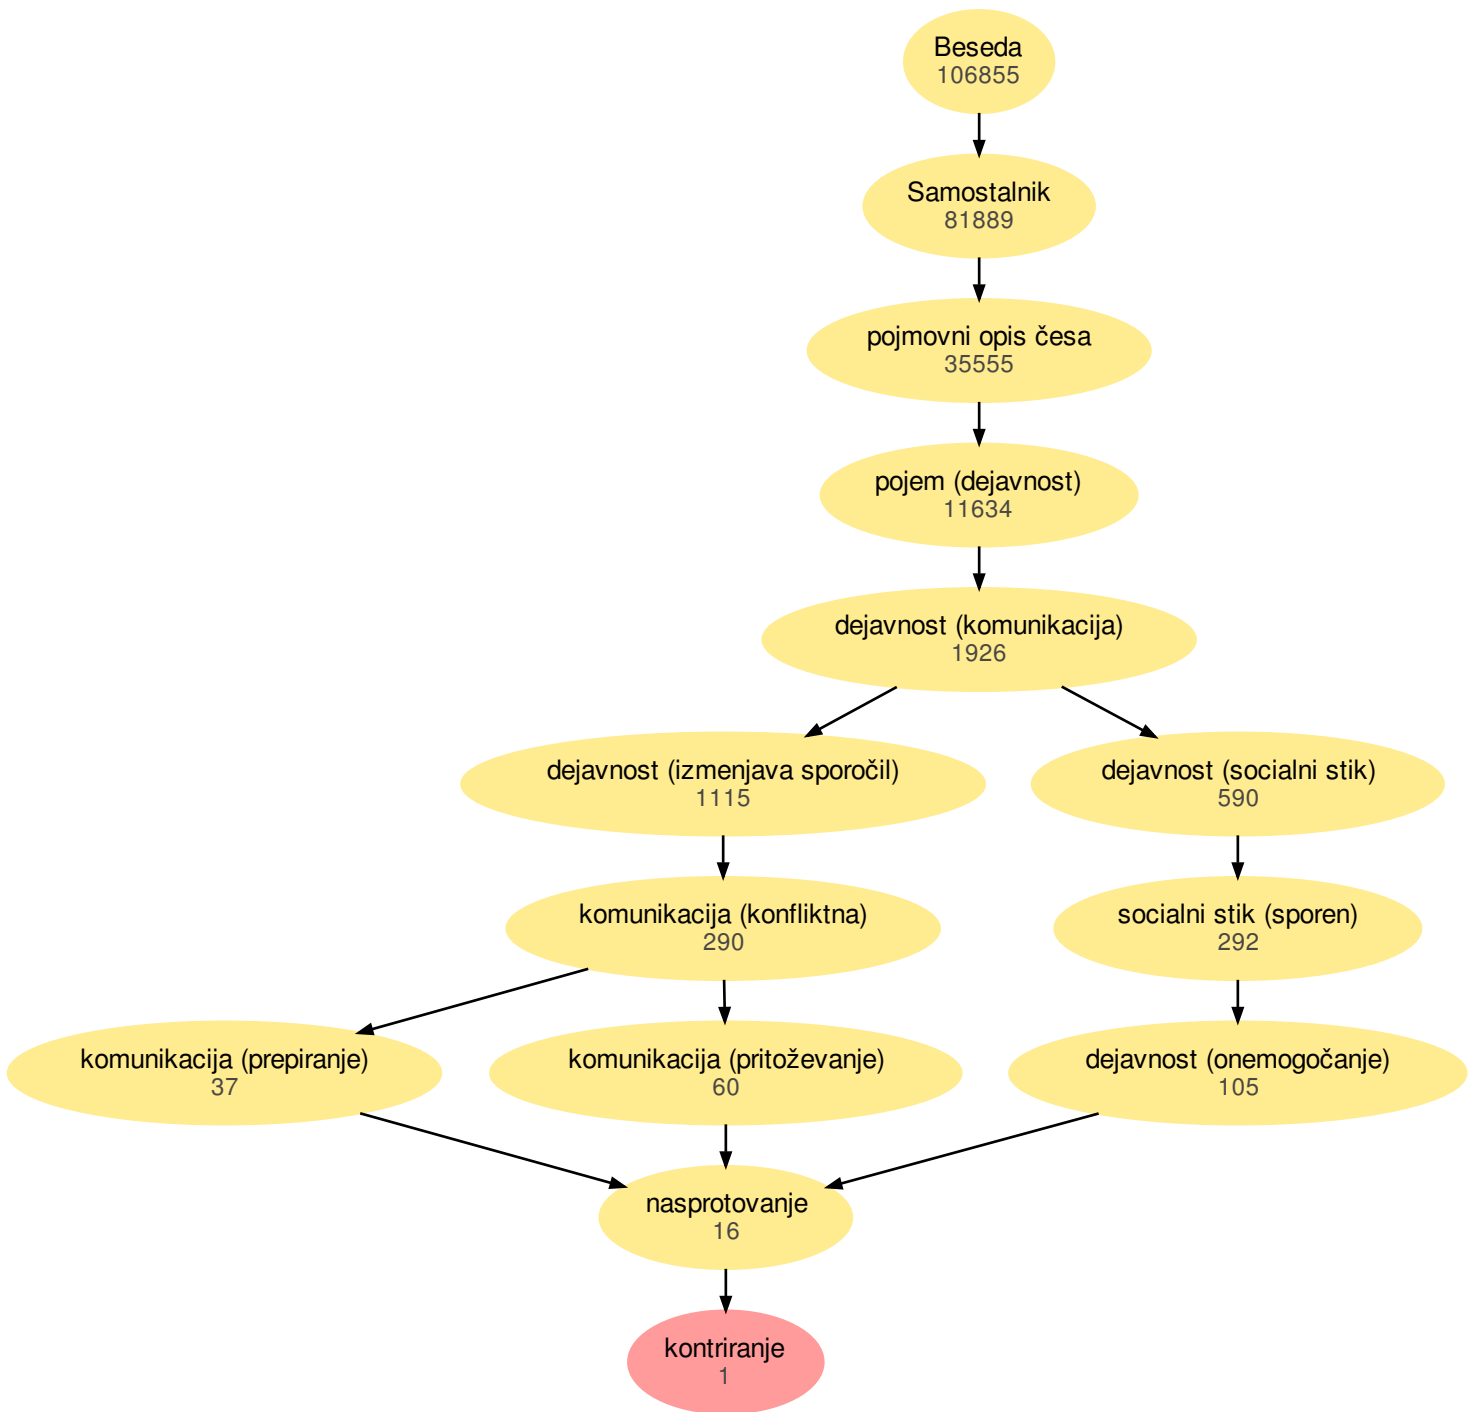 Beseda
106855
Samostalnik
81889
pojmovni opis česa
35555
pojem (dejavnost)
11634
dejavnost (komunikacija)
1926
dejavnost (izmenjava sporočil)
1115
dejavnost (socialni stik)
590
komunikacija (konfliktna)
290
socialni stik (sporen)
292
komunikacija (prepiranje)
37
komunikacija (pritoževanje)
60
dejavnost (onemogočanje)
105
nasprotovanje
16
kontriranje
1